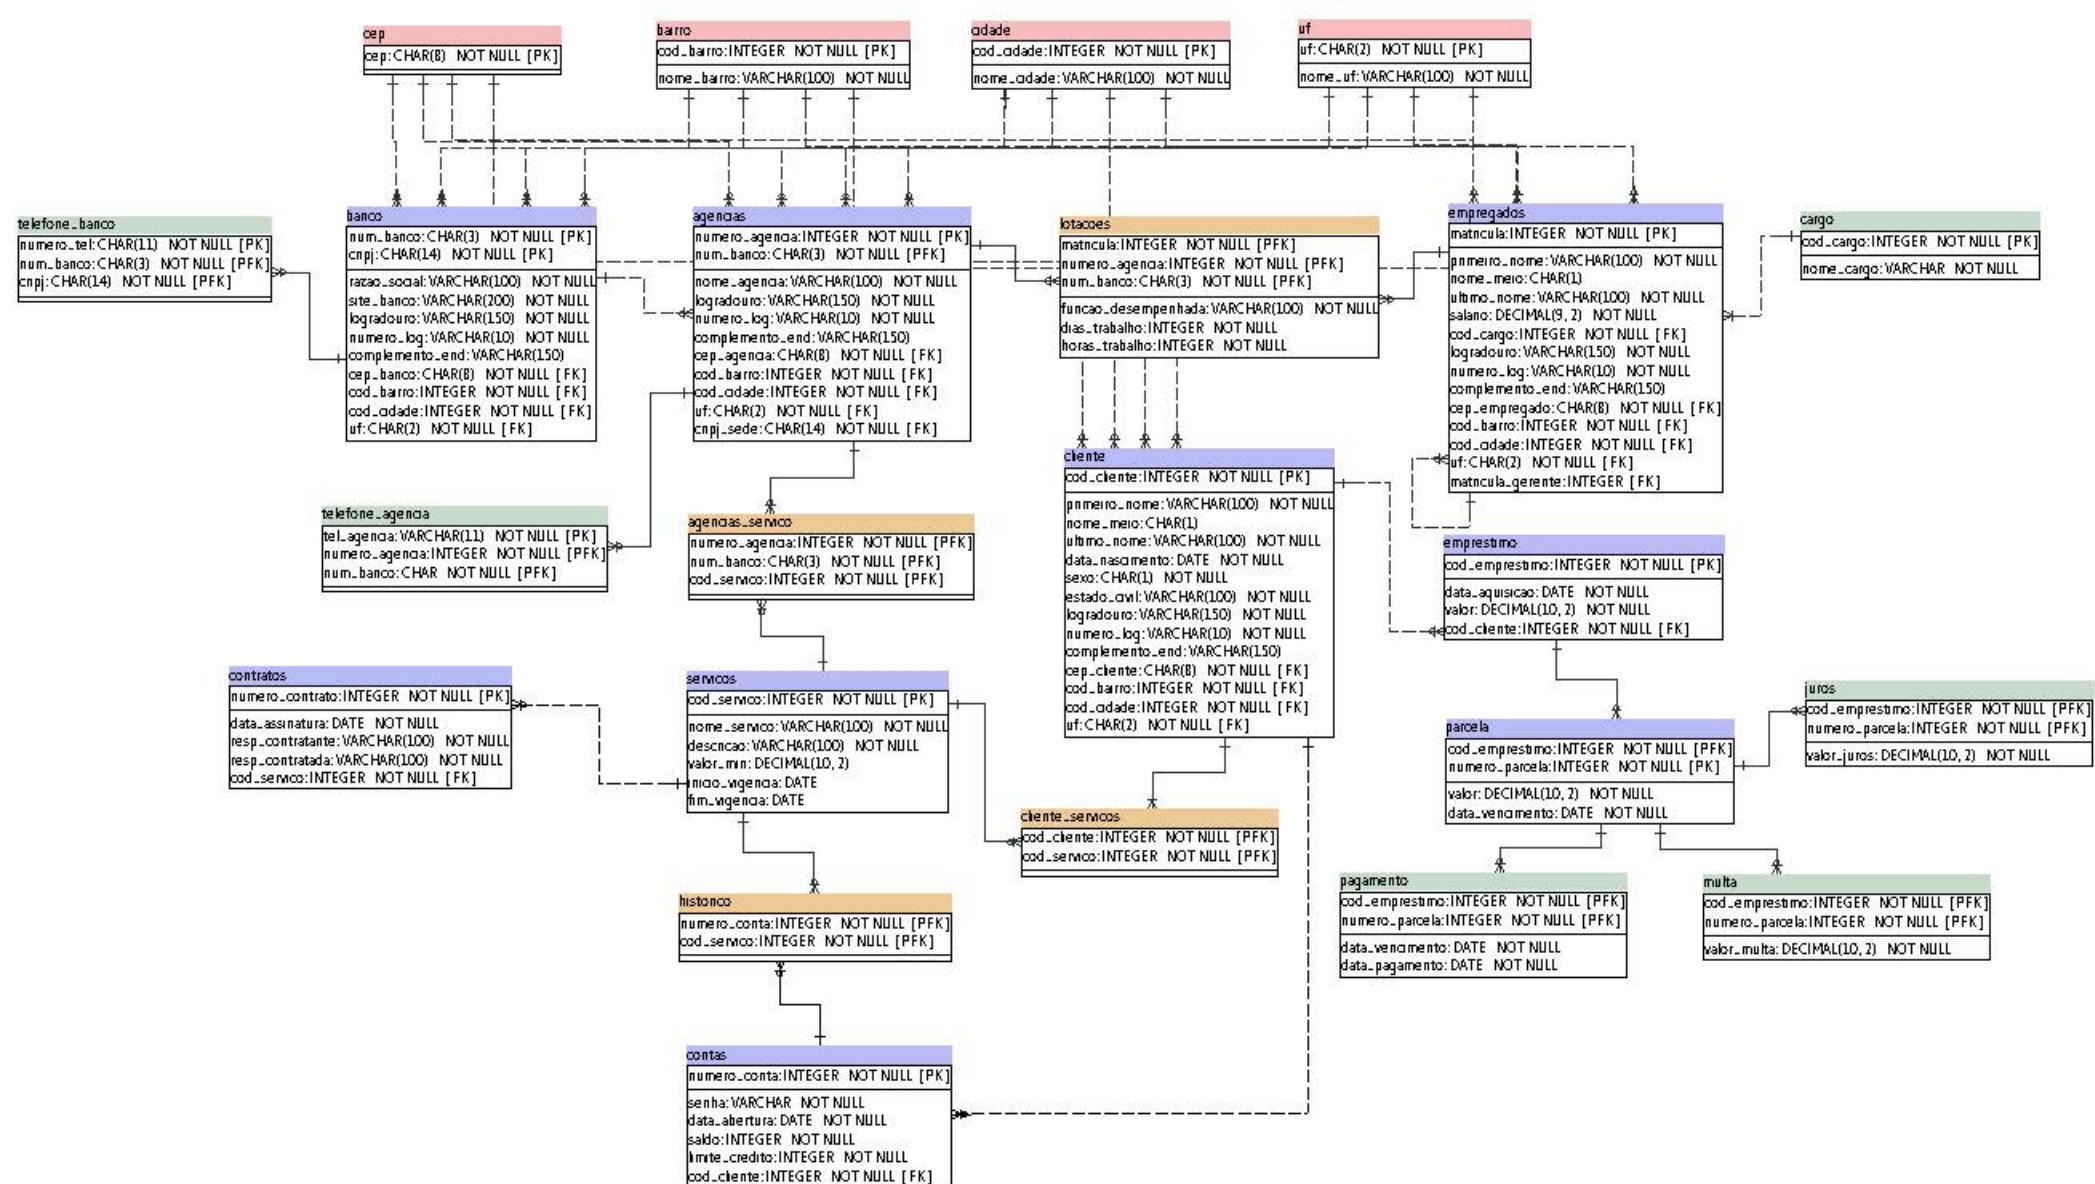 cep
cep:CHAR(8) NOT NULL [PK]
bairro
cod_bairro:INTEGER NOT NULL [PK]
nome_bairro:VARCHAR(100) NOT NULL
cidade
cod_cidade:INTEGER NOT NULL [PK]
nome_cidade:VARCHAR(100) NOT NULL
uf
uf:CHAR(2) NOT NULL [PK]
nome_uf:VARCHAR(100) NOT NULL
telefone_banco
numero_tel:CHAR(11) NOT NULL [PK]
num_banco:CHAR(3) NOT NULL [PFK]
cnpj:CHAR(14) NOT NULL [PFK]
banco
num_banco:CHAR(3) NOT NULL [PK]
cnpj:CHAR(14) NOT NULL [PK]
razao_social:VARCHAR(100) NOT NULL
site_banco:VARCHAR(200) NOT NULL
logradouro:VARCHAR(150) NOT NULL
numero_log:VARCHAR(10) NOT NULL
complemento_end:VARCHAR(150)
cep_banco:CHAR(8) NOT NULL [FK]
cod_bairro:INTEGER NOT NULL [FK]
cod_cidade:INTEGER NOT NULL [FK]
uf:CHAR(2) NOT NULL [FK]
agencias
numero_agencia:INTEGER NOT NULL [PK]
num_banco:CHAR(3) NOT NULL [PK]
nome_agencia:VARCHAR(100) NOT NULL
logradouro:VARCHAR(150) NOT NULL
numero_log:VARCHAR(10) NOT NULL
complemento_end:VARCHAR(150)
cep_agencia:CHAR(8) NOT NULL [FK]
cod_bairro:INTEGER NOT NULL [FK]
cod_cidade:INTEGER NOT NULL [FK]
uf:CHAR(2) NOT NULL [FK]
cnpj_sede:CHAR(14) NOT NULL [FK]
lotacoes
matricula:INTEGER NOT NULL [PFK]
numero_agencia:INTEGER NOT NULL [PFK]
num_banco:CHAR(3) NOT NULL [PFK]
funcao_desempenhada:VARCHAR(100) NOT NULL
dias_trabalho:INTEGER NOT NULL
horas_trabalho:INTEGER NOT NULL
empregados
matricula:INTEGER NOT NULL [PK]
primeiro_nome:VARCHAR(100) NOT NULL
nome_meio:CHAR(1)
ultimo_nome:VARCHAR(100) NOT NULL
salario:DECIMAL(9,2) NOT NULL
cod_cargo:INTEGER NOT NULL [FK]
logradouro:VARCHAR(150) NOT NULL
numero_log:VARCHAR(10) NOT NULL
complemento_end:VARCHAR(150)
cep_empregado:CHAR(8) NOT NULL [FK]
cod_bairro:INTEGER NOT NULL [FK]
cod_cidade:INTEGER NOT NULL [FK]
uf:CHAR(2) NOT NULL [FK]
matricula_gerente:INTEGER [FK]
cargo
cod_cargo:INTEGER NOT NULL [PK]
nome_cargo:VARCHAR NOT NULL
telefone_agencia
tel_agencia:VARCHAR(11) NOT NULL [PK]
numero_agencia:INTEGER NOT NULL [PFK]
num_banco:CHAR NOT NULL [PFK]
agencias_servico
numero_agencia:INTEGER NOT NULL [PFK]
num_banco:CHAR(3) NOT NULL [PFK]
cod_servico:INTEGER NOT NULL [PFK]
cliente
cod_cliente:INTEGER NOT NULL [PK]
primeiro_nome:VARCHAR(100) NOT NULL
nome_meio:CHAR(1)
ultimo_nome:VARCHAR(100) NOT NULL
data_nascimento:DATE NOT NULL
sexo:CHAR(1) NOT NULL
estado_civil:VARCHAR(100) NOT NULL
logradouro:VARCHAR(150) NOT NULL
numero_log:VARCHAR(10) NOT NULL
complemento_end:VARCHAR(150)
cep_cliente:CHAR(8) NOT NULL [FK]
cod_bairro:INTEGER NOT NULL [FK]
cod_cidade:INTEGER NOT NULL [FK]
uf:CHAR(2) NOT NULL [FK]
emprestimo
cod_emprestimo:INTEGER NOT NULL [PK]
data_aquisicao:DATE NOT NULL
valor:DECIMAL(10,2) NOT NULL
cod_cliente:INTEGER NOT NULL [FK]
contratos
numero_contrato:INTEGER NOT NULL [PK]
data_assinatura:DATE NOT NULL
resp_contratante:VARCHAR(100) NOT NULL
resp_contratada:VARCHAR(100) NOT NULL
cod_servico:INTEGER NOT NULL [FK]
servicos
cod_servico:INTEGER NOT NULL [PK]
nome_servico:VARCHAR(100) NOT NULL
descricao:VARCHAR(100) NOT NULL
valor_min:DECIMAL(10,2)
inicio_vigencia:DATE
fim_vigencia:DATE
juros
cod_emprestimo:INTEGER NOT NULL [PFK]
numero_parcela:INTEGER NOT NULL [PFK]
valor_juros:DECIMAL(10,2) NOT NULL
parcela
cod_emprestimo:INTEGER NOT NULL [PFK]
numero_parcela:INTEGER NOT NULL [PK]
valor:DECIMAL(10,2) NOT NULL
data_vencimento:DATE NOT NULL
cliente_servicos
cod_cliente:INTEGER NOT NULL [PFK]
cod_servico:INTEGER NOT NULL [PFK]
pagamento
cod_emprestimo:INTEGER NOT NULL [PFK]
numero_parcela:INTEGER NOT NULL [PFK]
data_vencimento:DATE NOT NULL
data_pagamento:DATE NOT NULL
multa
cod_emprestimo:INTEGER NOT NULL [PFK]
numero_parcela:INTEGER NOT NULL [PFK]
valor_multa:DECIMAL(10,2) NOT NULL
historico
numero_conta:INTEGER NOT NULL [PFK]
cod_servico:INTEGER NOT NULL [PFK]
contas
numero_conta:INTEGER NOT NULL [PK]
senha:VARCHAR NOT NULL
data_abertura:DATE NOT NULL
saldo:INTEGER NOT NULL
limite_credito:INTEGER NOT NULL
cod_cliente:INTEGER NOT NULL [FK]